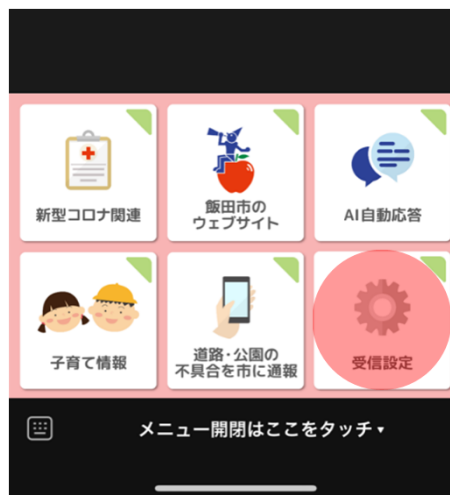 新型コロナ関連
飯田市の
ウェブサイト
AI自動応答
子育て情報
道路・公園の
不具合を市に通報
受信設定
メニュー開閉はここをタッチ▾